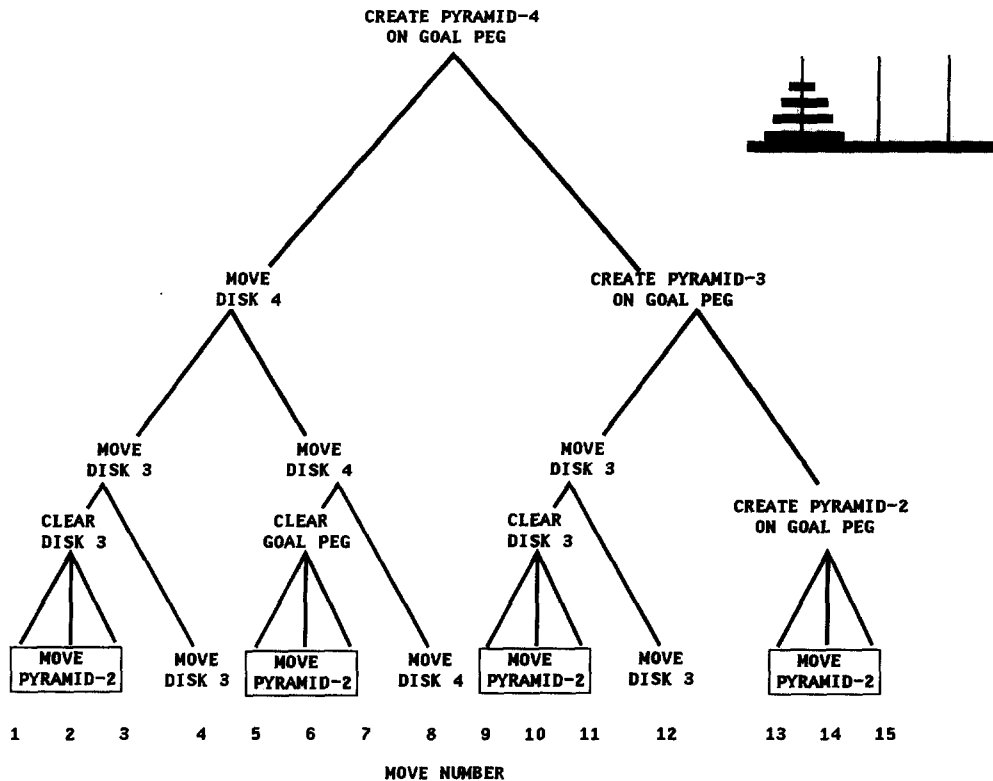 CREATE PYRAMID-4
ON GOAL PEG
MOVE
DISK 4
CREATE PYRAMID-3
ON GOAL PEG
MOVE
DISK 3
MOVE
DISK 4
MOVE
DISK 3
CREATE PYRAMID-2
ON GOAL PEG
CLEAR
DISK 3
CLEAR
GOAL PEG
CLEAR
DISK 3
MOVE
PYRAMID-2
MOVE
DISK 3
MOVE
PYRAMID-2
MOVE
DISK 4
MOVE
PYRAMID-2
MOVE
DISK 3
MOVE
PYRAMID-2
1 2 3 4 5 6 7 8 9 10 11 12 13 14 15
MOVE NUMBER